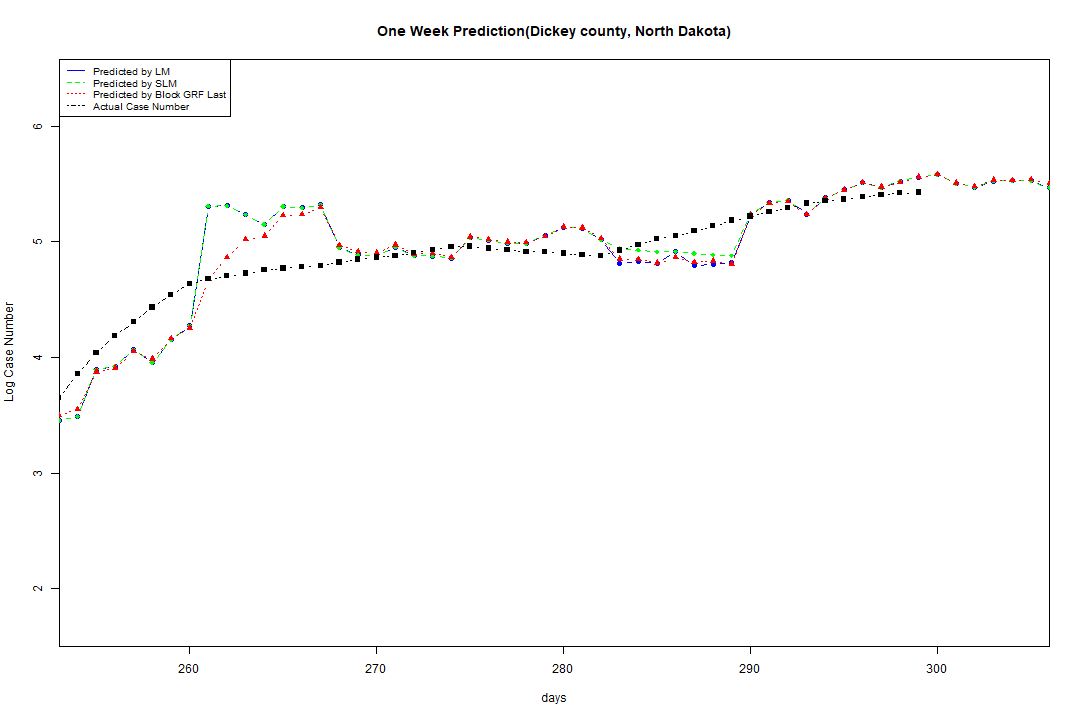 One Week Prediction(Dickey county, North Dakota)
Predicted by LM
Predicted by SLM
Predicted by Block GRF Last
Actual Case Number
Log Case Number
6
5
4
3
2
260 270 280 290 300
days